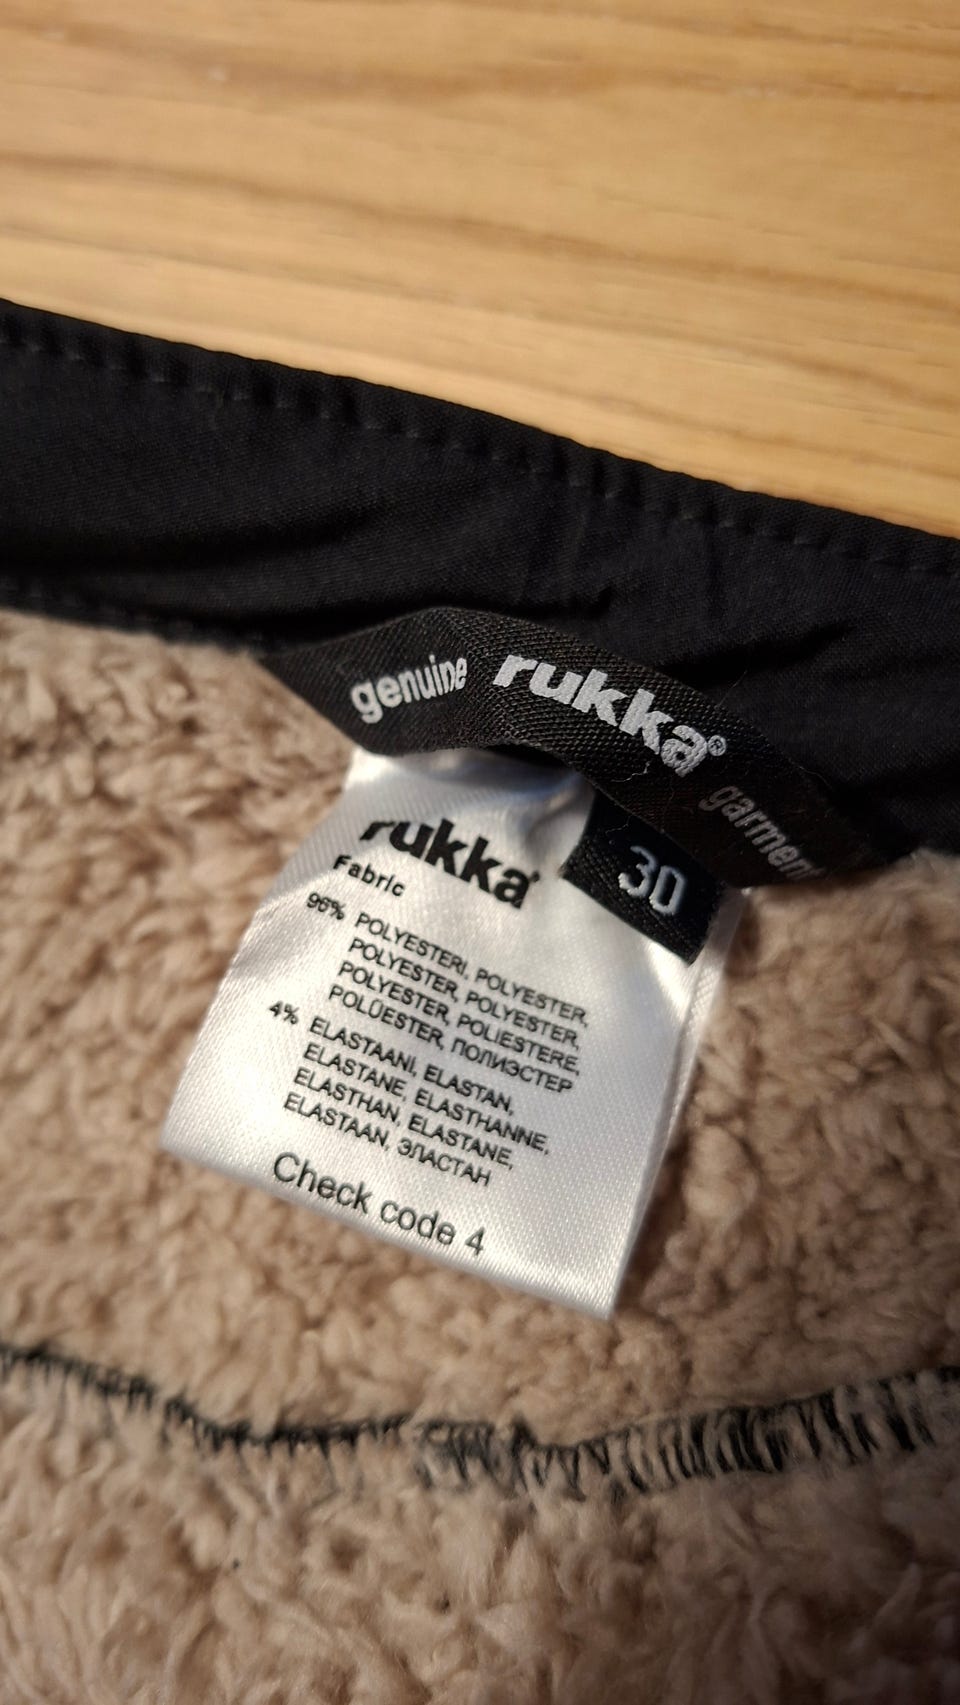 genuine rukka® garment
30
rukka®
Fabric
96% POLYESTERI, POLYESTER,
POLYESTER, POLYESTER,
POLYESTER, POLIESTERE,
POLÜESTER, ПОЛИЭСТЕР
4% ELASTAANI, ELASTAN,
ELASTANE, ELASTHANNE,
ELASTHAN, ELASTANE,
ELASTAAN, ЭЛАСТАН
Check code 4